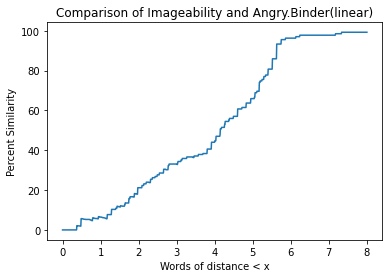 Comparison of Imageability and Angry.Binder(linear)
100
80
60
40
20
0
Percent Similarity
0 1 2 3 4 5 6 7 8
Words of distance < x